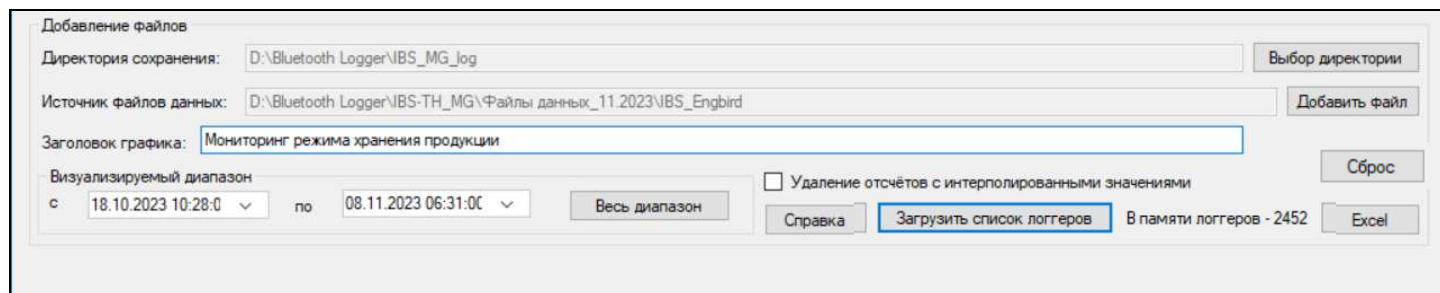 Добавление файлов
Директория сохранения: D:\Bluetooth Logger\IBS_MG_log Выбор директории
Источник файлов данных: D:\Bluetooth Logger\IBS-TH_MG\Файлы данных_11.2023\IBS_Engbird Добавить файл
Заголовок графика: Мониторинг режима хранения продукции
Сброс
Визуализируемый диапазон
Удаление отсчётов с интерполированными значениями
с 18.10.2023 10:28:0 по 08.11.2023 06:31:00 Весь диапазон
Справка Загрузить список логгеров В памяти логгеров - 2452 Excel